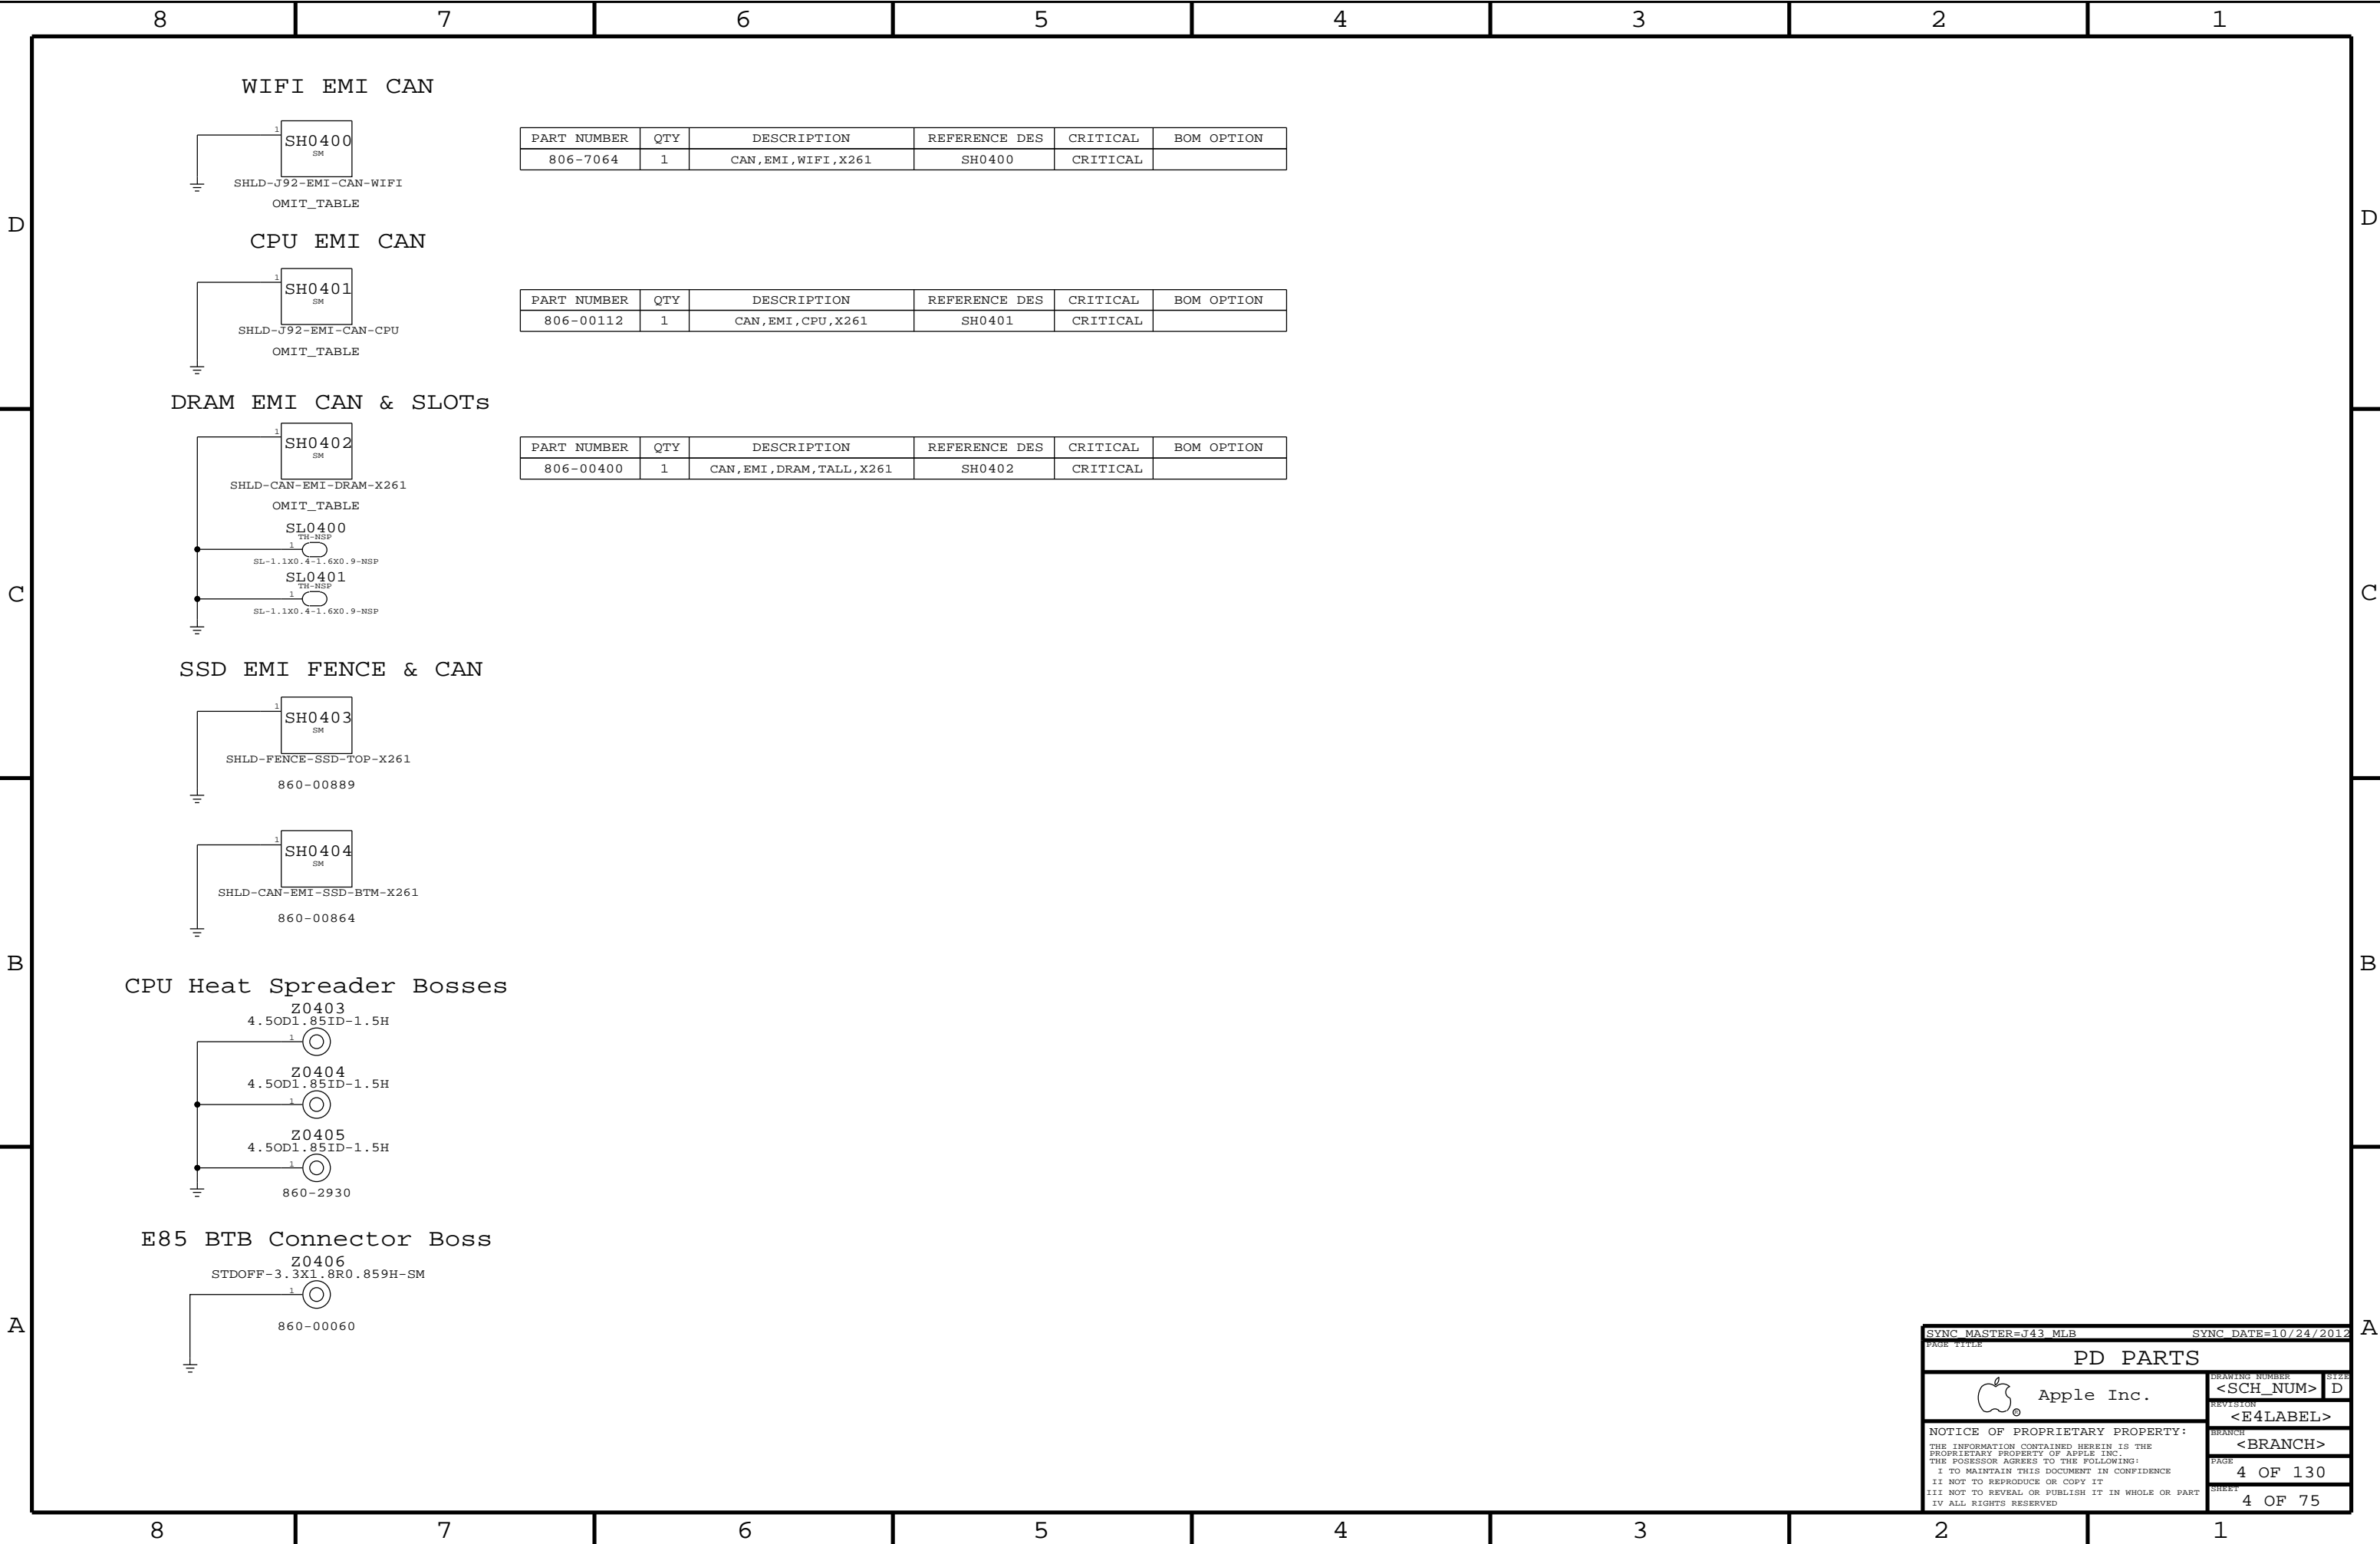 8 7 6 5 4 3 2 1
WIFI EMI CAN
1
SH0400
SM
SHLD-J92-EMI-CAN-WIFI
OMIT_TABLE
PART NUMBER QTY DESCRIPTION REFERENCE DES CRITICAL BOM OPTION
806-7064 1 CAN,EMI,WIFI,X261 SH0400 CRITICAL
D D
CPU EMI CAN
1
SH0401
SM
SHLD-J92-EMI-CAN-CPU
OMIT_TABLE
PART NUMBER QTY DESCRIPTION REFERENCE DES CRITICAL BOM OPTION
806-00112 1 CAN,EMI,CPU,X261 SH0401 CRITICAL
DRAM EMI CAN & SLOTs
1
SH0402
SM
SHLD-CAN-EMI-DRAM-X261
OMIT_TABLE
PART NUMBER QTY DESCRIPTION REFERENCE DES CRITICAL BOM OPTION
806-00400 1 CAN,EMI,DRAM,TALL,X261 SH0402 CRITICAL
SL0400
TH-NSP
1
SL-1.1X0.4-1.6X0.9-NSP
SL0401
TH-NSP
1
SL-1.1X0.4-1.6X0.9-NSP
C C
SSD EMI FENCE & CAN
1
SH0403
SM
SHLD-FENCE-SSD-TOP-X261
860-00889
1
SH0404
SM
SHLD-CAN-EMI-SSD-BTM-X261
860-00864
B B
CPU Heat Spreader Bosses
Z0403
4.5OD1.85ID-1.5H
1
Z0404
4.5OD1.85ID-1.5H
1
Z0405
4.5OD1.85ID-1.5H
1
860-2930
E85 BTB Connector Boss
Z0406
STDOFF-3.3X1.8R0.859H-SM
1
860-00060
A A
SYNC_MASTER=J43_MLB SYNC_DATE=10/24/2012
PAGE TITLE
PD PARTS
Apple Inc.
®
DRAWING NUMBER SIZE
<SCH_NUM> D
REVISION
<E4LABEL>
BRANCH
<BRANCH>
PAGE
4 OF 130
SHEET
4 OF 75
NOTICE OF PROPRIETARY PROPERTY:
THE INFORMATION CONTAINED HEREIN IS THE
PROPRIETARY PROPERTY OF APPLE INC.
THE POSESSOR AGREES TO THE FOLLOWING:
I TO MAINTAIN THIS DOCUMENT IN CONFIDENCE
II NOT TO REPRODUCE OR COPY IT
III NOT TO REVEAL OR PUBLISH IT IN WHOLE OR PART
IV ALL RIGHTS RESERVED
8 7 6 5 4 3 2 1